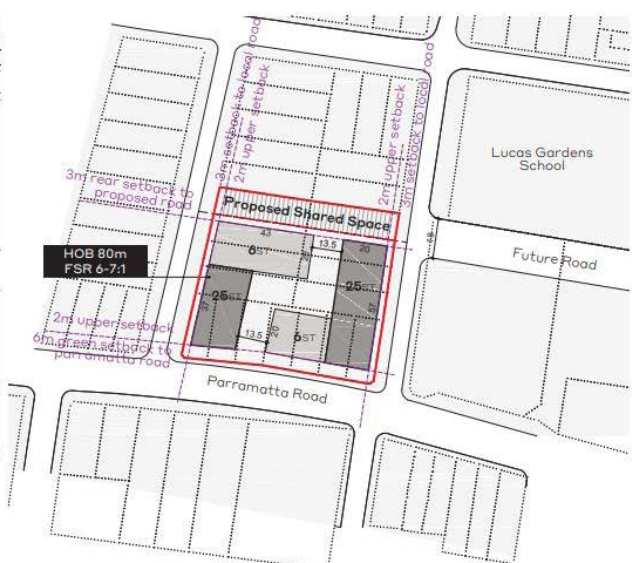 3m setback to local road
2m upper setback
2m upper setback
3m setback to local road
Lucas Gardens
School
3m rear setback to
proposed road
Proposed Shared Space
43
13.5
20
6ST
HOB 80m
FSR 6-7:1
Future Road
25ST
25ST
37
57
2m upper setback
6m green setback to
parramatta road
13.5
20
6ST
Parramatta Road